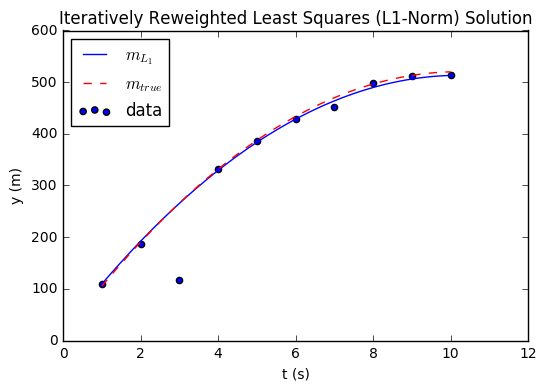 Iteratively Reweighted Least Squares (L1-Norm) Solution
600
500
400
300
200
100
0
y (m)
m_{L_1}
m_{true}
data
0 2 4 6 8 10 12
t (s)